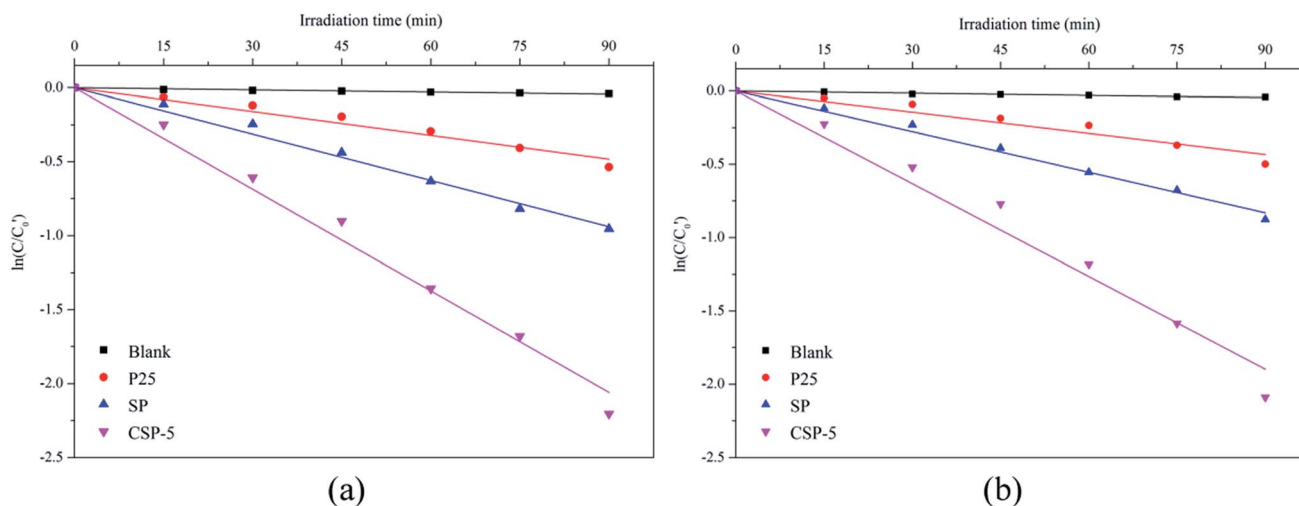 Irradiation time (min)
0 15 30 45 60 75 90
0.0
-0.5
-1.0
-1.5
-2.0
-2.5
ln(C/C0')
Blank
P25
SP
CSP-5
(a)
Irradiation time (min)
0 15 30 45 60 75 90
0.0
-0.5
-1.0
-1.5
-2.0
-2.5
ln(C/C0')
Blank
P25
SP
CSP-5
(b)